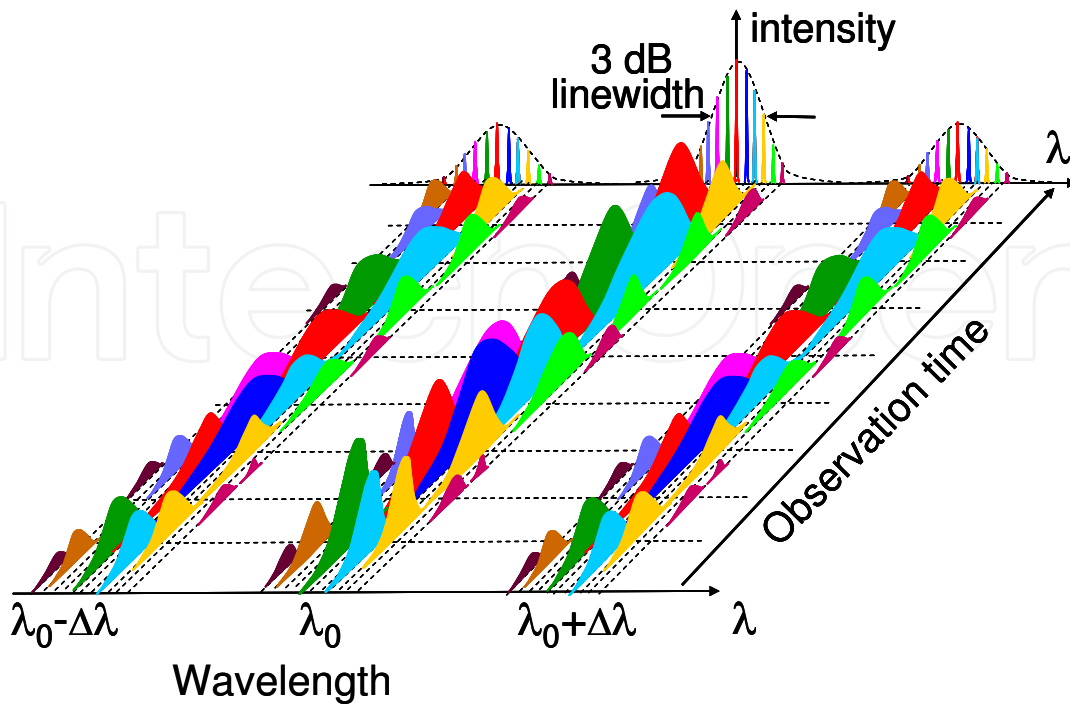 intensity
3 dB
linewidth
λ
Observation time
λ₀-Δλ
λ₀
λ₀+Δλ
λ
Wavelength